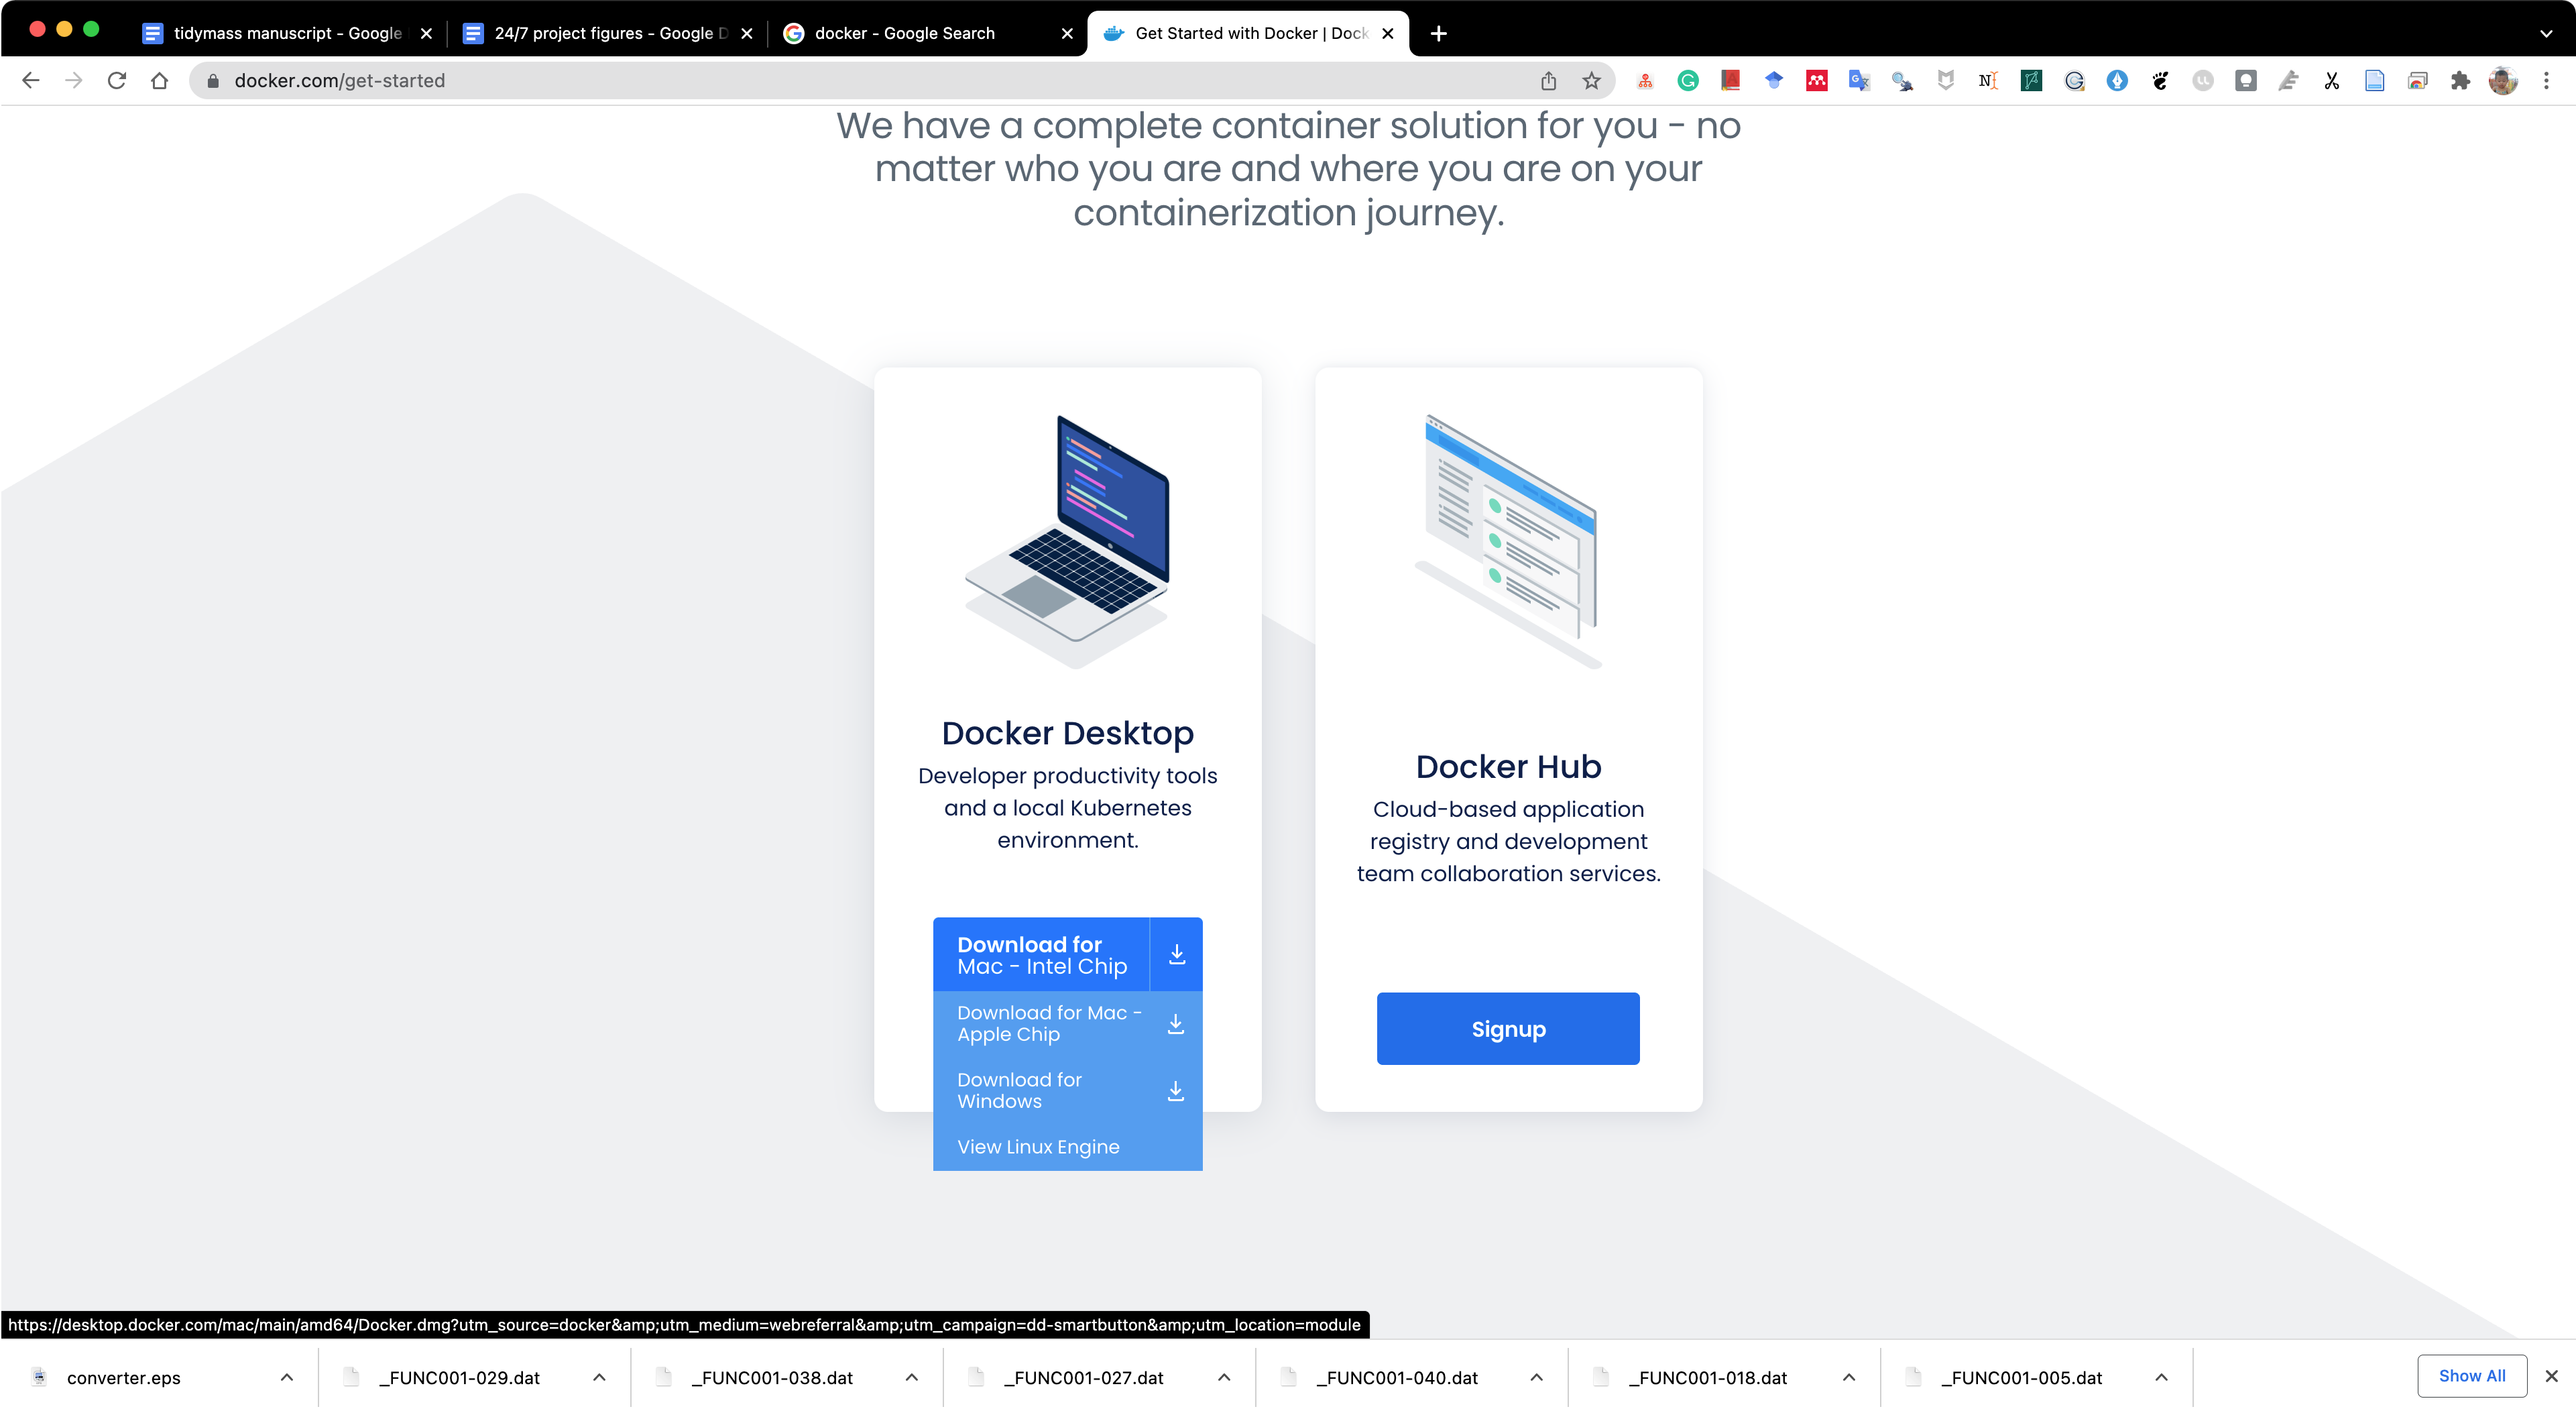 tidymass manuscript - Google
24/7 project figures - Google D
docker - Google Search
Get Started with Docker | Dock
docker.com/get-started
We have a complete container solution for you - no
matter who you are and where you are on your
containerization journey.
Docker Desktop
Developer productivity tools
and a local Kubernetes
environment.
Download for
Mac - Intel Chip
Download for Mac -
Apple Chip
Download for
Windows
View Linux Engine
Docker Hub
Cloud-based application
registry and development
team collaboration services.
Signup
https://desktop.docker.com/mac/main/amd64/Docker.dmg?utm_source=docker&amp;utm_medium=webreferral&amp;utm_campaign=dd-smartbutton&amp;utm_location=module
converter.eps
_FUNC001-029.dat
_FUNC001-038.dat
_FUNC001-027.dat
_FUNC001-040.dat
_FUNC001-018.dat
_FUNC001-005.dat
Show All